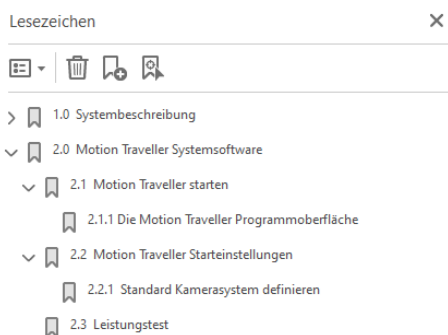 Lesezeichen
1.0 Systembeschreibung
2.0 Motion Traveller Systemsoftware
2.1 Motion Traveller starten
2.1.1 Die Motion Traveller Programmoberfläche
2.2 Motion Traveller Starteinstellungen
2.2.1 Standard Kamerasystem definieren
2.3 Leistungstest